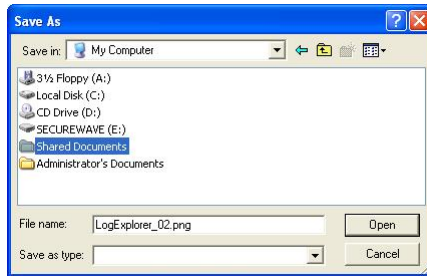 Save As
Save in: My Computer
3½ Floppy (A:)
Local Disk (C:)
CD Drive (D:)
SECUREWAVE (E:)
Shared Documents
Administrator's Documents
File name: LogExplorer_02.png Open
Save as type: Cancel